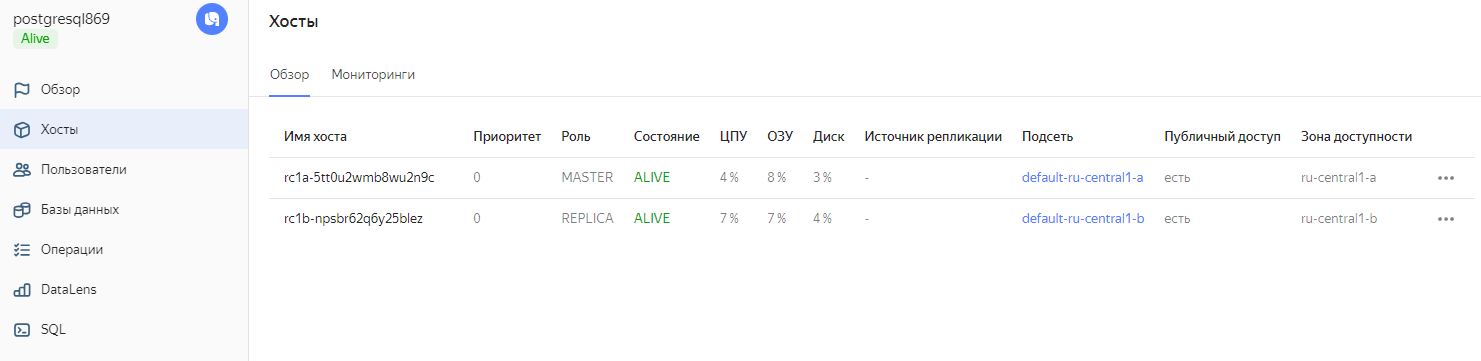 postgresql869
Alive
Обзор
Хосты
Пользователи
Базы данных
Операции
DataLens
SQL
Хосты
Обзор Мониторинги
Имя хоста Приоритет Роль Состояние ЦПУ ОЗУ Диск Источник репликации Подсеть Публичный доступ Зона доступности
rc1a-5tt0u2wmb8wu2n9c 0 MASTER ALIVE 4 % 8 % 3 % - default-ru-central1-a есть ru-central1-a
rc1b-npsbr62q6y25blez 0 REPLICA ALIVE 7 % 7 % 4 % - default-ru-central1-b есть ru-central1-b